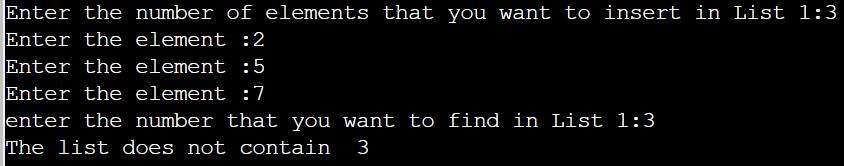 Enter the number of elements that you want to insert in List 1:3
Enter the element :2
Enter the element :5
Enter the element :7
enter the number that you want to find in List 1:3
The list does not contain  3